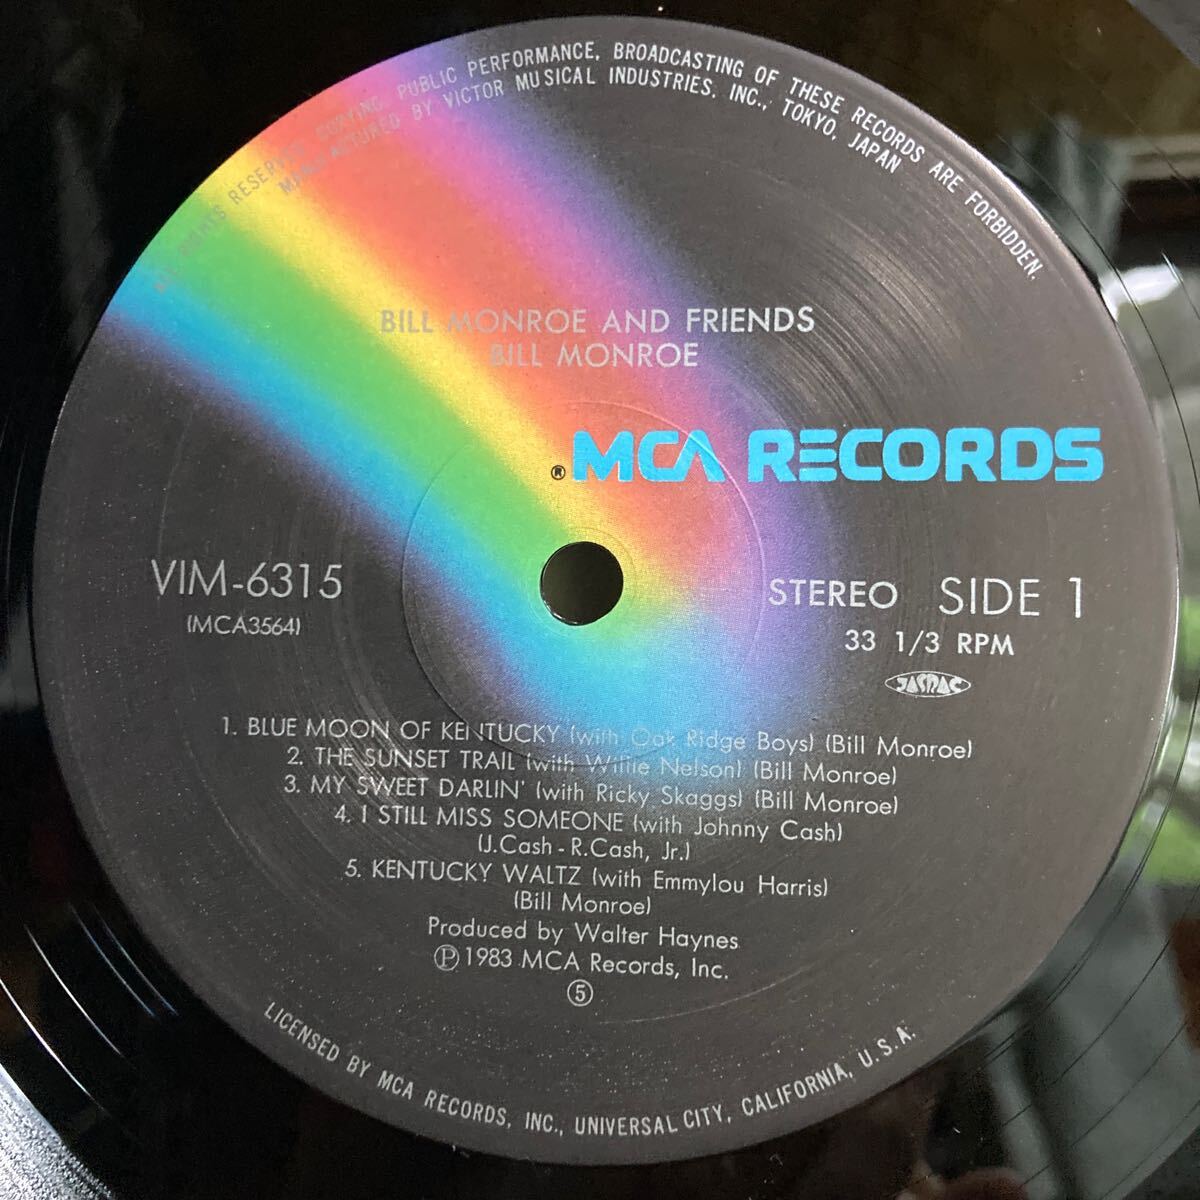 ALL RIGHTS RESERVED. COPYING, PUBLIC PERFORMANCE, BROADCASTING OF THESE RECORDS ARE FORBIDDEN.
MANUFACTURED BY VICTOR MUSICAL INDUSTRIES, INC., TOKYO, JAPAN
BILL MONROE AND FRIENDS
BILL MONROE
® MCA RECORDS
VIM-6315
(MCA3564)
STEREO SIDE 1
33 1/3 RPM
JASRAC
1. BLUE MOON OF KENTUCKY (with Oak Ridge Boys) (Bill Monroe)
2. THE SUNSET TRAIL (with Willie Nelson) (Bill Monroe)
3. MY SWEET DARLIN' (with Ricky Skaggs) (Bill Monroe)
4. I STILL MISS SOMEONE (with Johnny Cash)
(J.Cash-R.Cash, Jr.)
5. KENTUCKY WALTZ (with Emmylou Harris)
(Bill Monroe)
Produced by Walter Haynes
℗ 1983 MCA Records, Inc.
⑤
LICENSED BY MCA RECORDS, INC., UNIVERSAL CITY, CALIFORNIA, U.S.A.